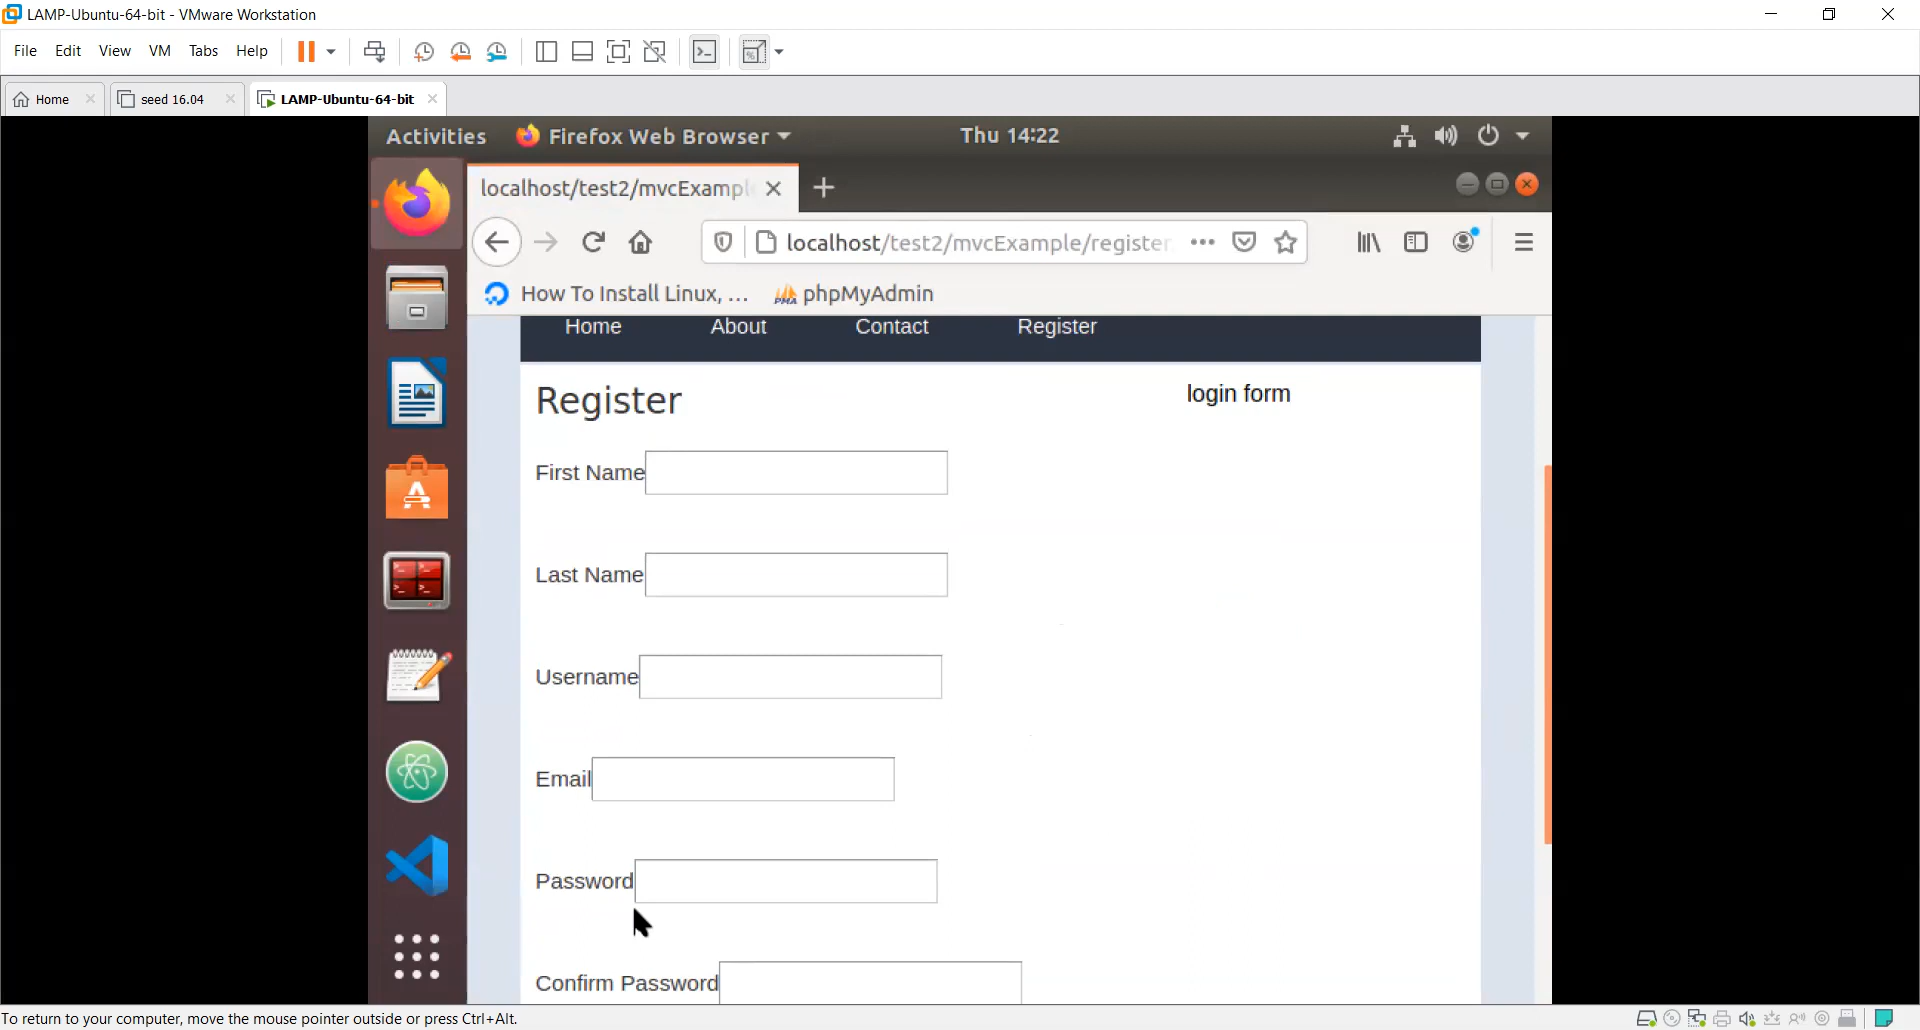 LAMP-Ubuntu-64-bit - VMware Workstation
File Edit View VM Tabs Help
Home seed 16.04 LAMP-Ubuntu-64-bit
Activities Firefox Web Browser Thu 14:22
localhost/test2/mvcExampl
localhost/test2/mvcExample/register
How To Install Linux, ... phpMyAdmin
Home About Contact Register
Register login form
First Name
Last Name
Username
Email
Password
Confirm Password
To return to your computer, move the mouse pointer outside or press Ctrl+Alt.